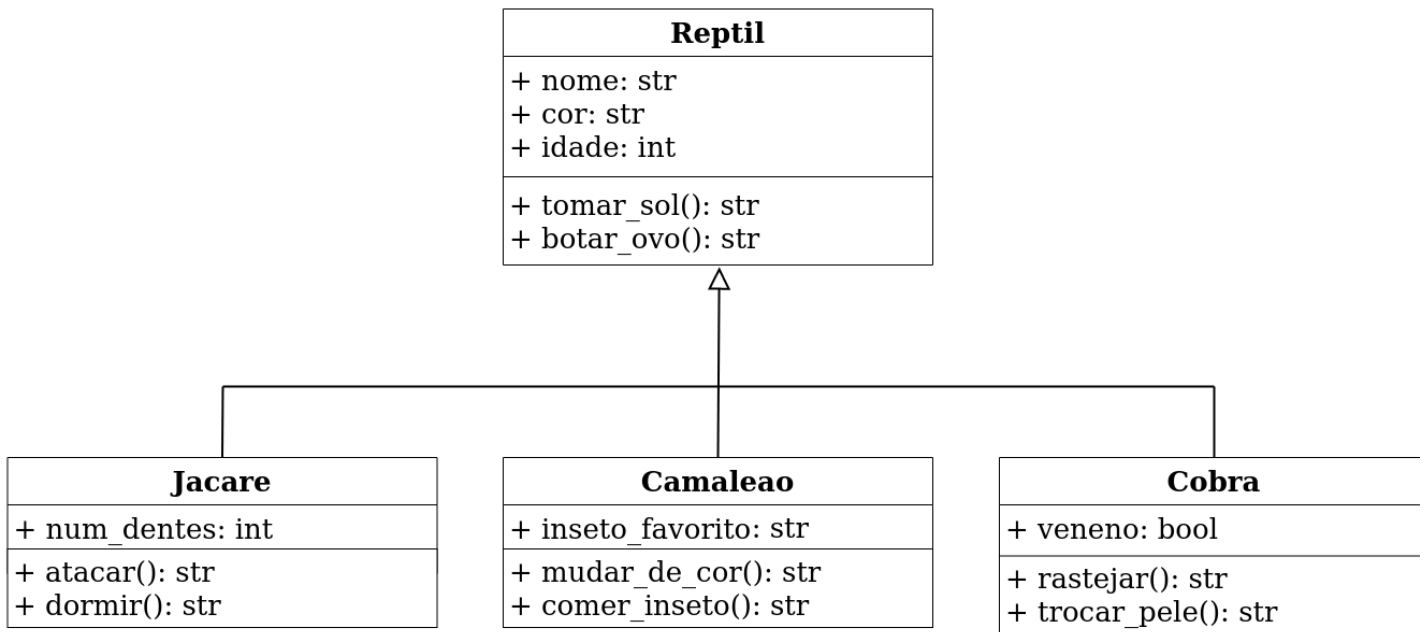 Reptil
+ nome: str
+ cor: str
+ idade: int
+ tomar_sol(): str
+ botar_ovo(): str
Jacare
+ num_dentes: int
+ atacar(): str
+ dormir(): str
Camaleao
+ inseto_favorito: str
+ mudar_de_cor(): str
+ comer_inseto(): str
Cobra
+ veneno: bool
+ rastejar(): str
+ trocar_pele(): str